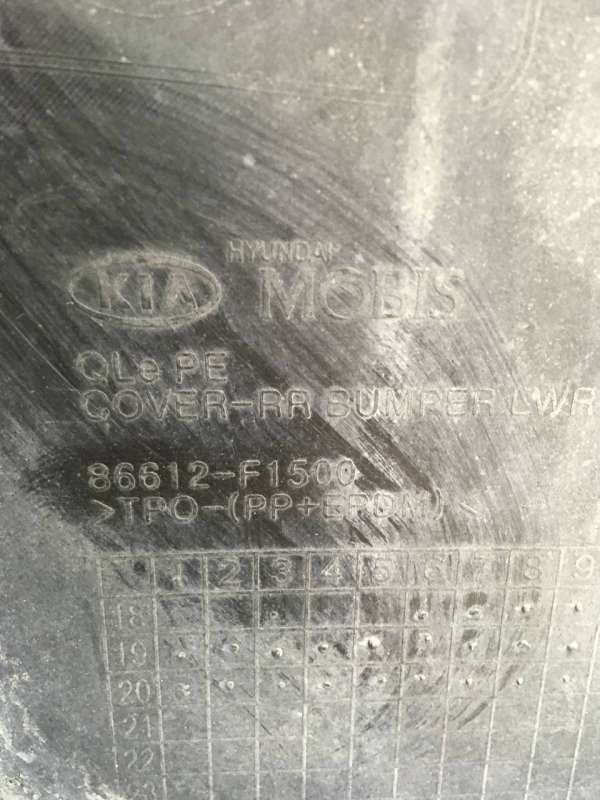 KIA
HYUNDAI
MOBIS
QLe PE
COVER-RR BUMPER LWR
86612-F1500
>TPO-(PP+EPDM)<
1 2 3 4 5 6 7 8 9
18
19
20
21
22
23